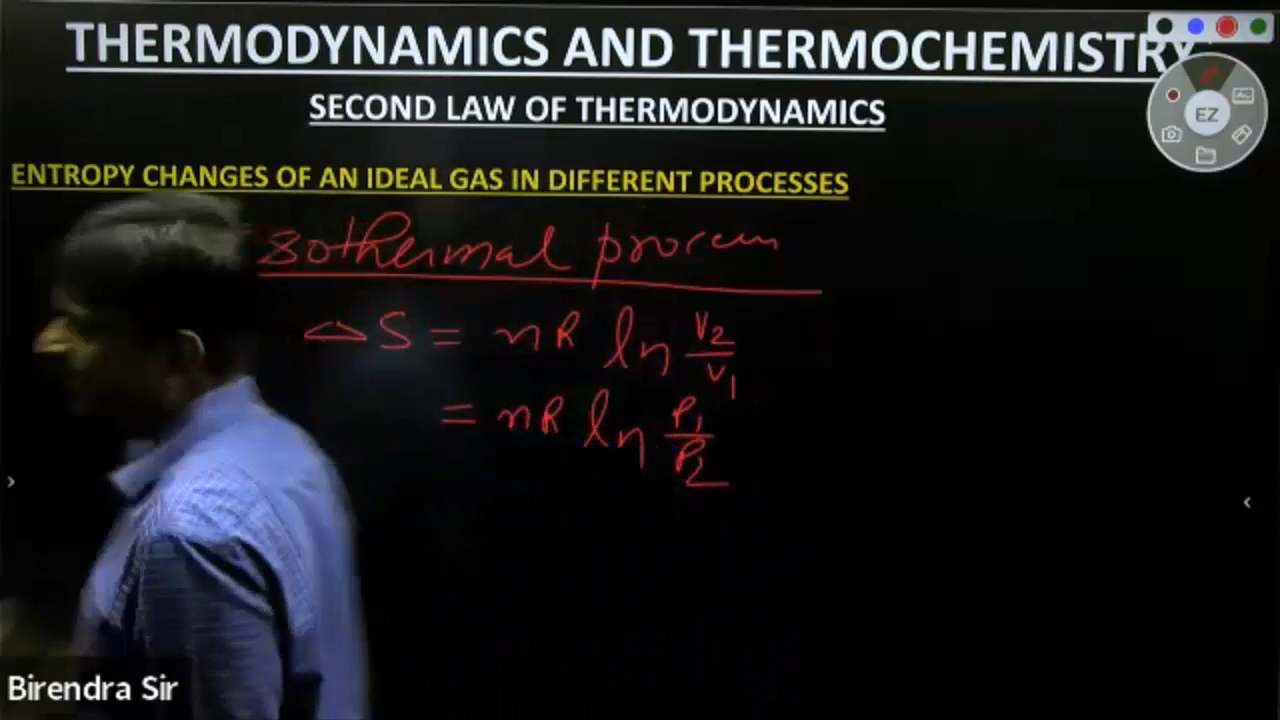 THERMODYNAMICS AND THERMOCHEMISTRY
SECOND LAW OF THERMODYNAMICS
EZ
ENTROPY CHANGES OF AN IDEAL GAS IN DIFFERENT PROCESSES
sothermal process
ΔS = nR ln V2/V1
= nR ln P1/P2
Birendra Sir